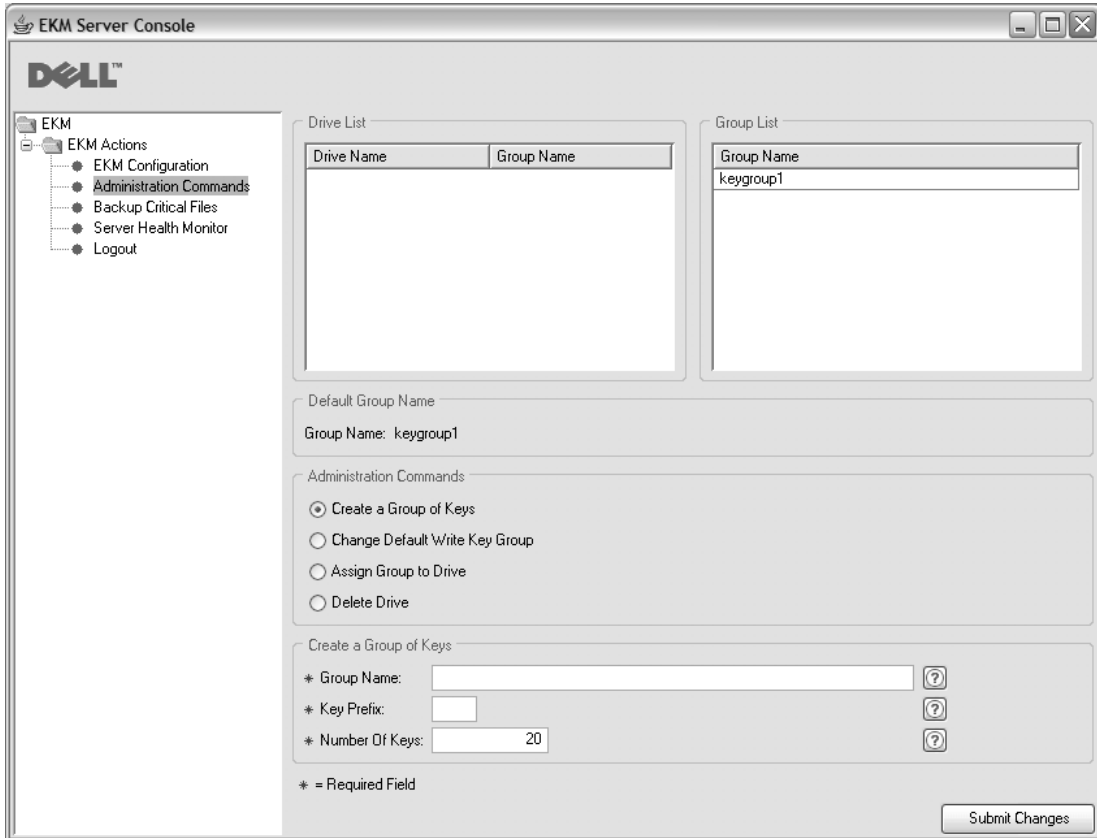 EKM Server Console
DELL™
EKM
EKM Actions
EKM Configuration
Administration Commands
Backup Critical Files
Server Health Monitor
Logout
Drive List
Drive Name Group Name
Group List
Group Name
keygroup1
Default Group Name
Group Name: keygroup1
Administration Commands
Create a Group of Keys
Change Default Write Key Group
Assign Group to Drive
Delete Drive
Create a Group of Keys
* Group Name: ?
* Key Prefix: ?
* Number Of Keys: 20 ?
* = Required Field
Submit Changes